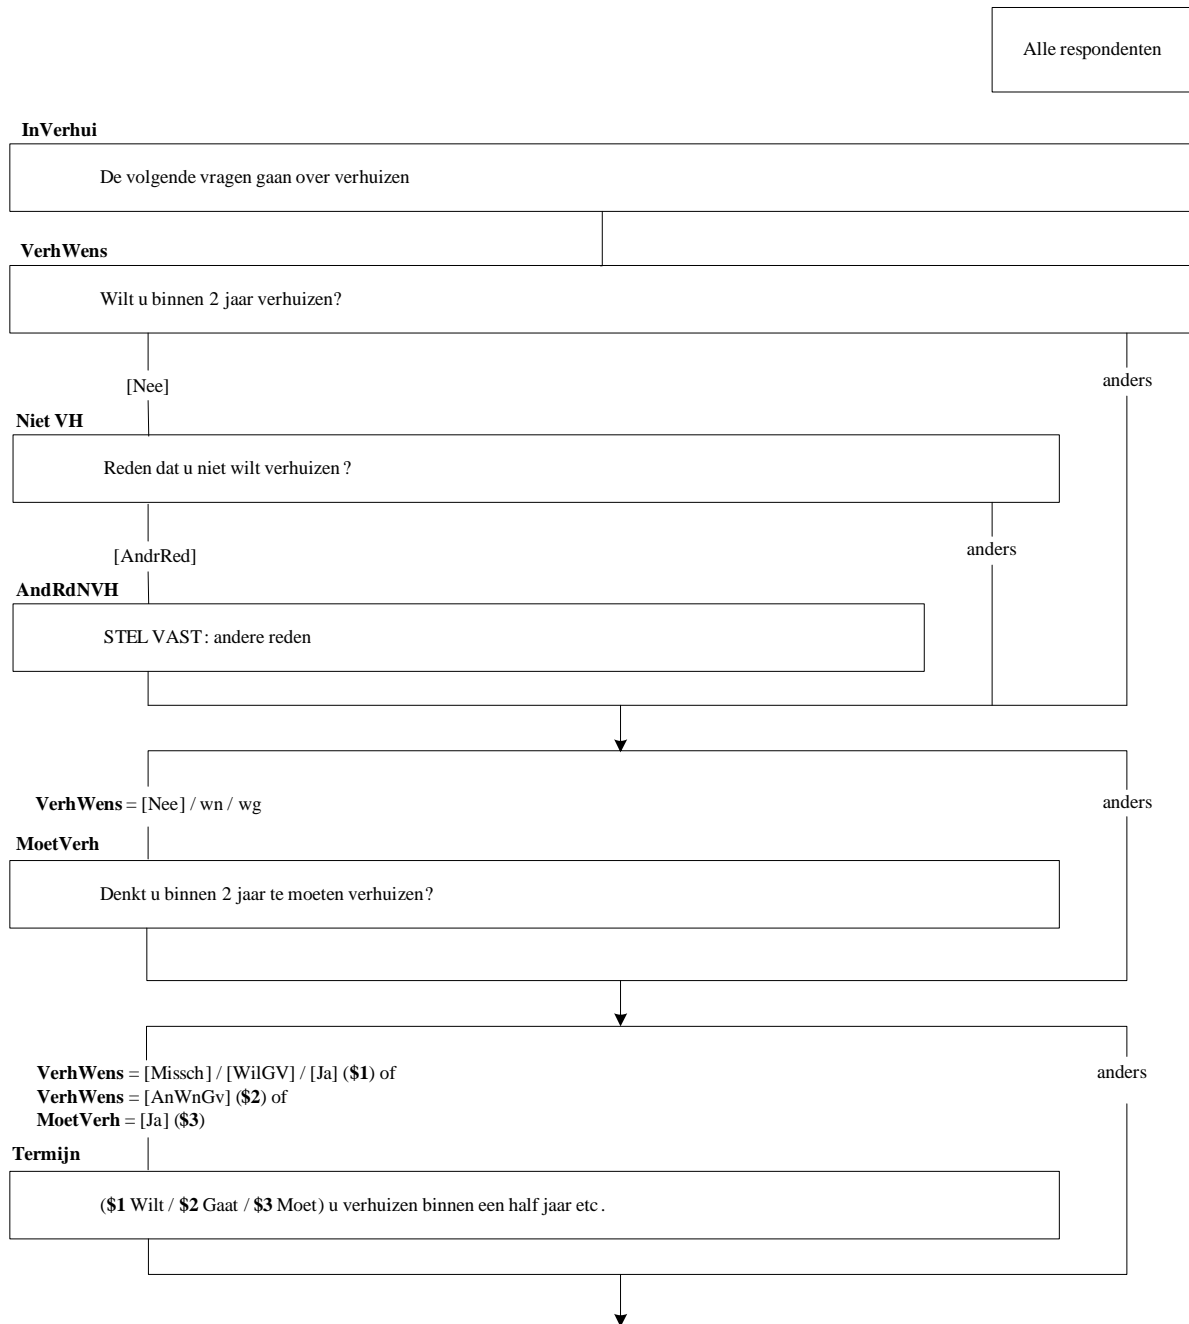 Alle respondenten
InVerhui
De volgende vragen gaan over verhuizen
VerhWens
Wilt u binnen 2 jaar verhuizen?
[Nee]
anders
Niet VH
Reden dat u niet wilt verhuizen ?
[AndrRed]
anders
AndRdNVH
STEL VAST : andere reden
VerhWens = [Nee] / wn / wg
anders
MoetVerh
Denkt u binnen 2 jaar te moeten verhuizen?
VerhWens = [Missch] / [WilGV] / [Ja] ($1) of
VerhWens = [AnWnGv] ($2) of
MoetVerh = [Ja] ($3)
anders
Termijn
($1 Wilt / $2 Gaat / $3 Moet) u verhuizen binnen een half jaar etc .